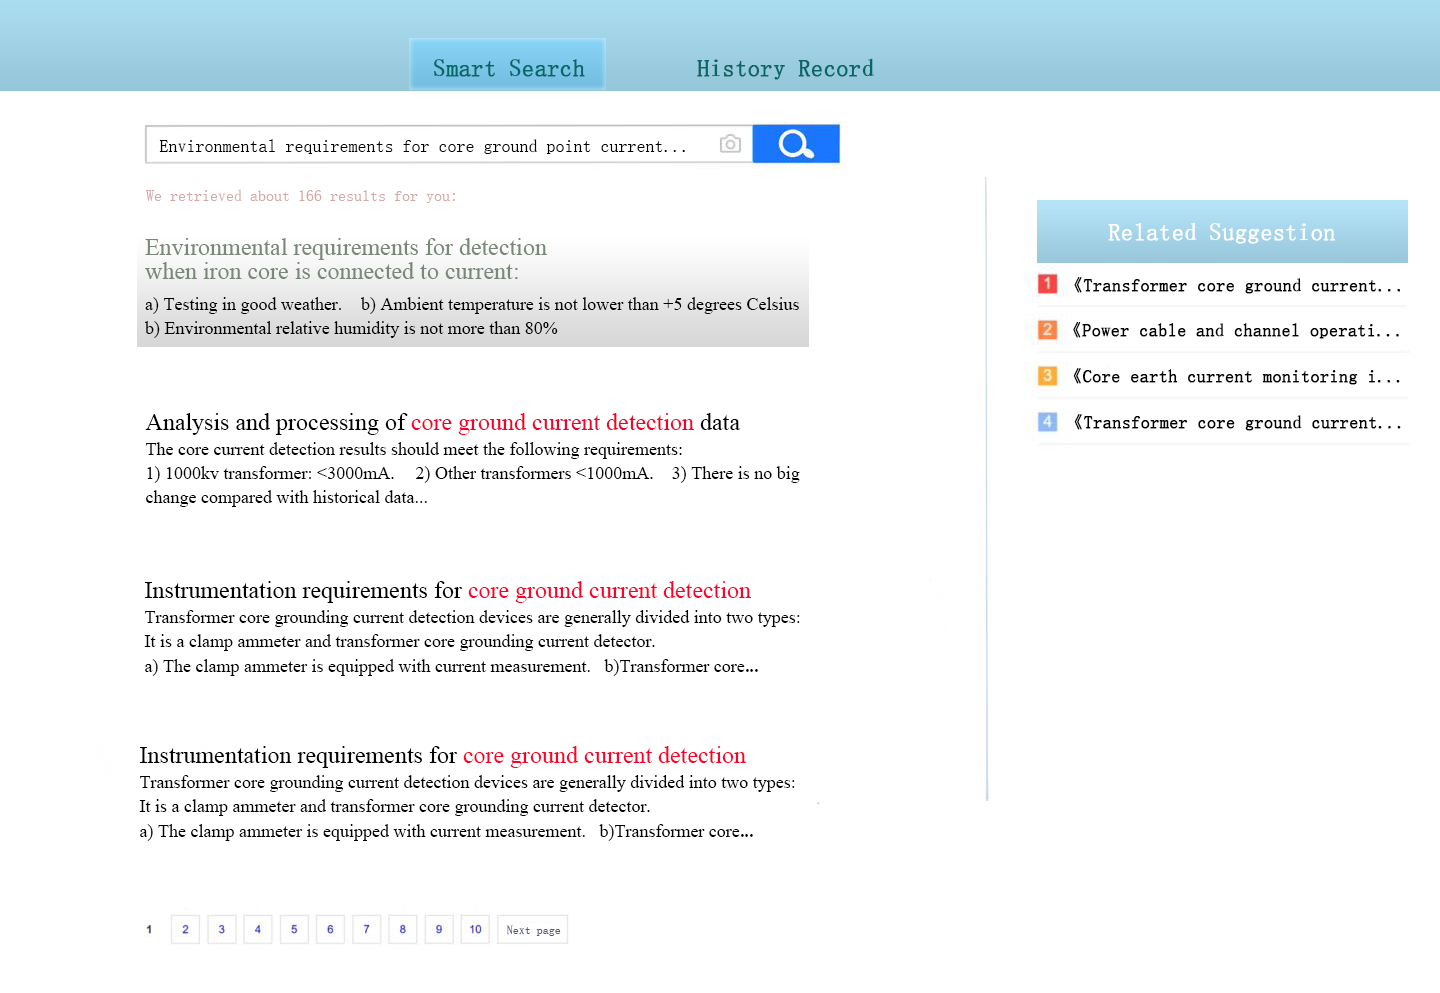 Smart Search
History Record
Environmental requirements for core ground point current...
We retrieved about 166 results for you:
Environmental requirements for detection
when iron core is connected to current:
a) Testing in good weather. b) Ambient temperature is not lower than +5 degrees Celsius
b) Environmental relative humidity is not more than 80%
Analysis and processing of core ground current detection data
The core current detection results should meet the following requirements:
1) 1000kv transformer: <3000mA. 2) Other transformers <1000mA. 3) There is no big
change compared with historical data...
Instrumentation requirements for core ground current detection
Transformer core grounding current detection devices are generally divided into two types:
It is a clamp ammeter and transformer core grounding current detector.
a) The clamp ammeter is equipped with current measurement. b)Transformer core...
Instrumentation requirements for core ground current detection
Transformer core grounding current detection devices are generally divided into two types:
It is a clamp ammeter and transformer core grounding current detector.
a) The clamp ammeter is equipped with current measurement. b)Transformer core...
1 2 3 4 5 6 7 8 9 10 Next page
Related Suggestion
1 《Transformer core ground current...
2 《Power cable and channel operati...
3 《Core earth current monitoring i...
4 《Transformer core ground current...